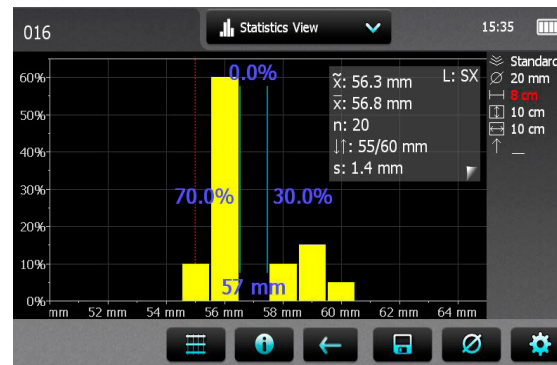 016
Statistics View
15:35
60%
50%
40%
30%
20%
10%
0%
0.0%
70.0%
30.0%
57 mm
x̃: 56.3 mm
L: SX
x̄: 56.8 mm
n: 20
↓↑: 55/60 mm
s: 1.4 mm
mm
52 mm
54 mm
56 mm
58 mm
60 mm
62 mm
64 mm
Standard
20 mm
8 cm
10 cm
10 cm